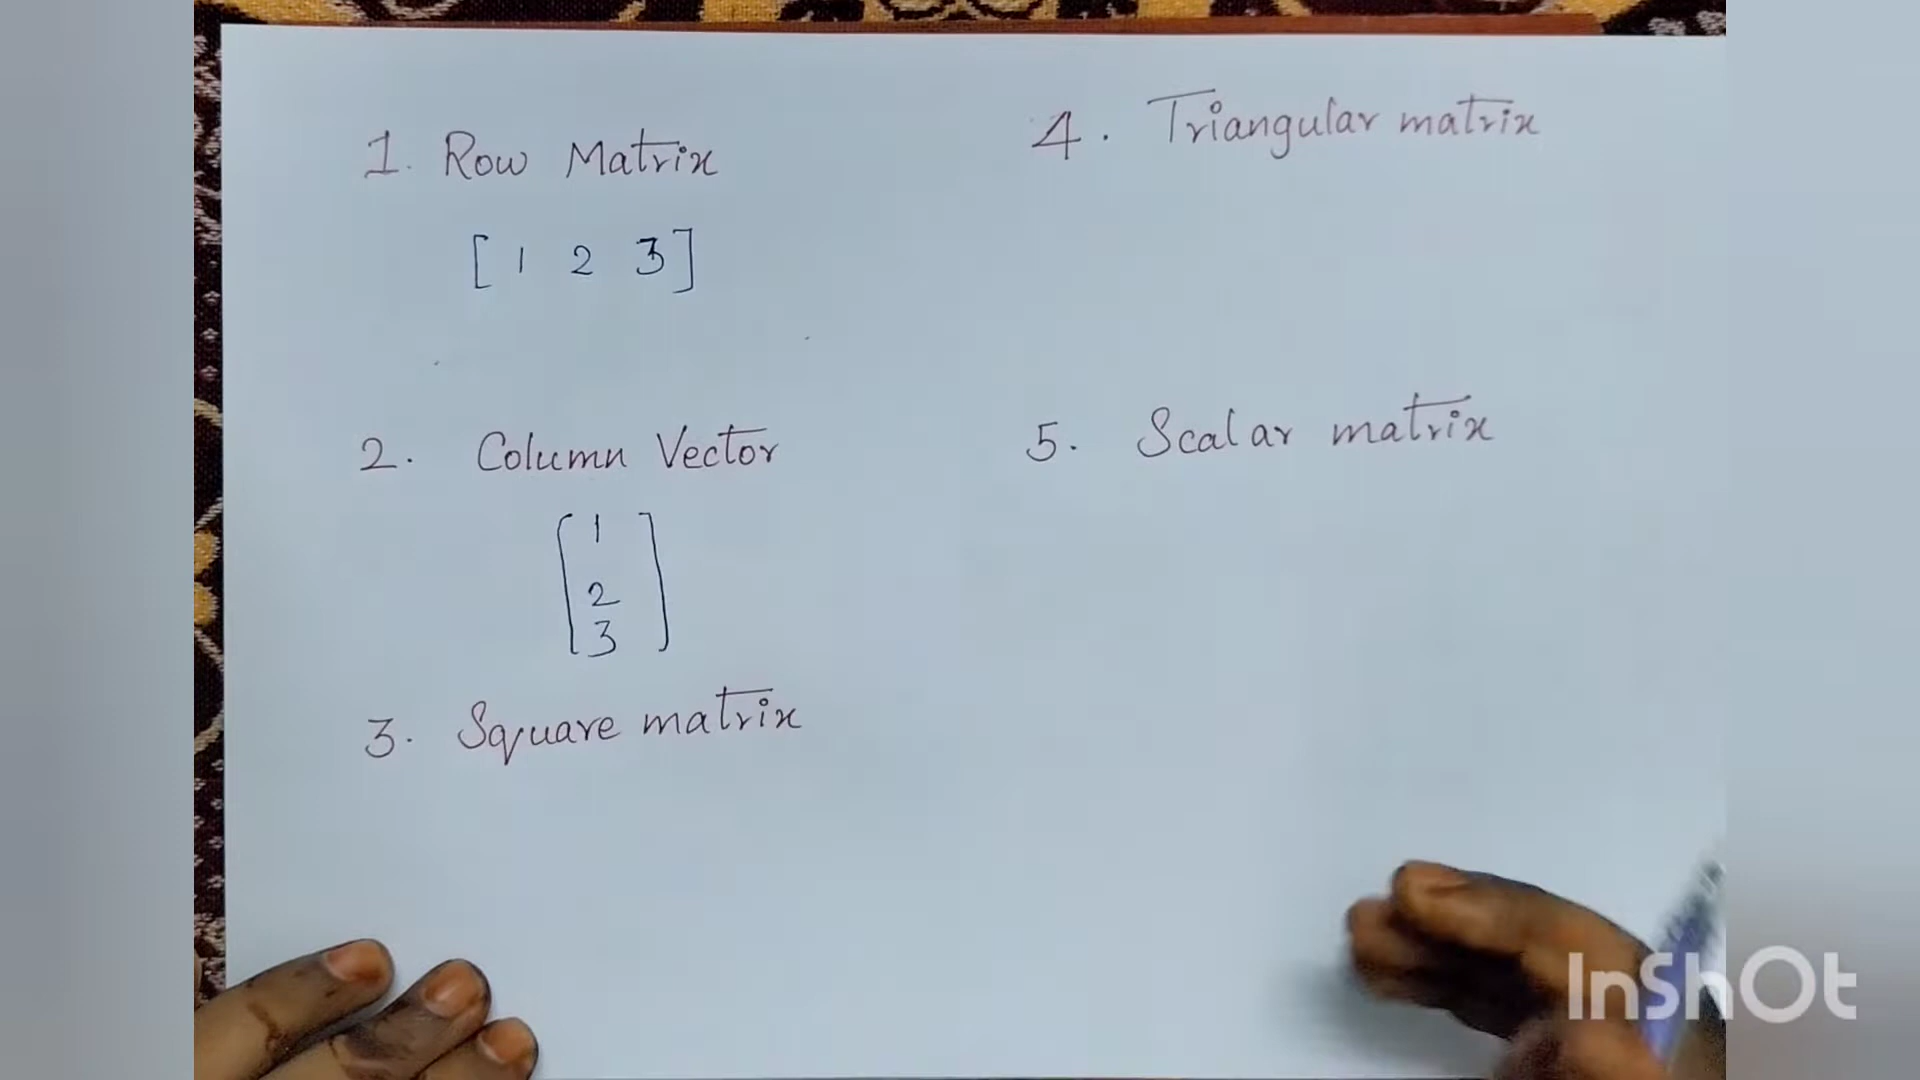 1. Row Matrix
[ 1 2 3 ]
2. Column Vector
[ 1
2
3 ]
3. Square matrix
4. Triangular matrix
5. Scalar matrix
InShOt